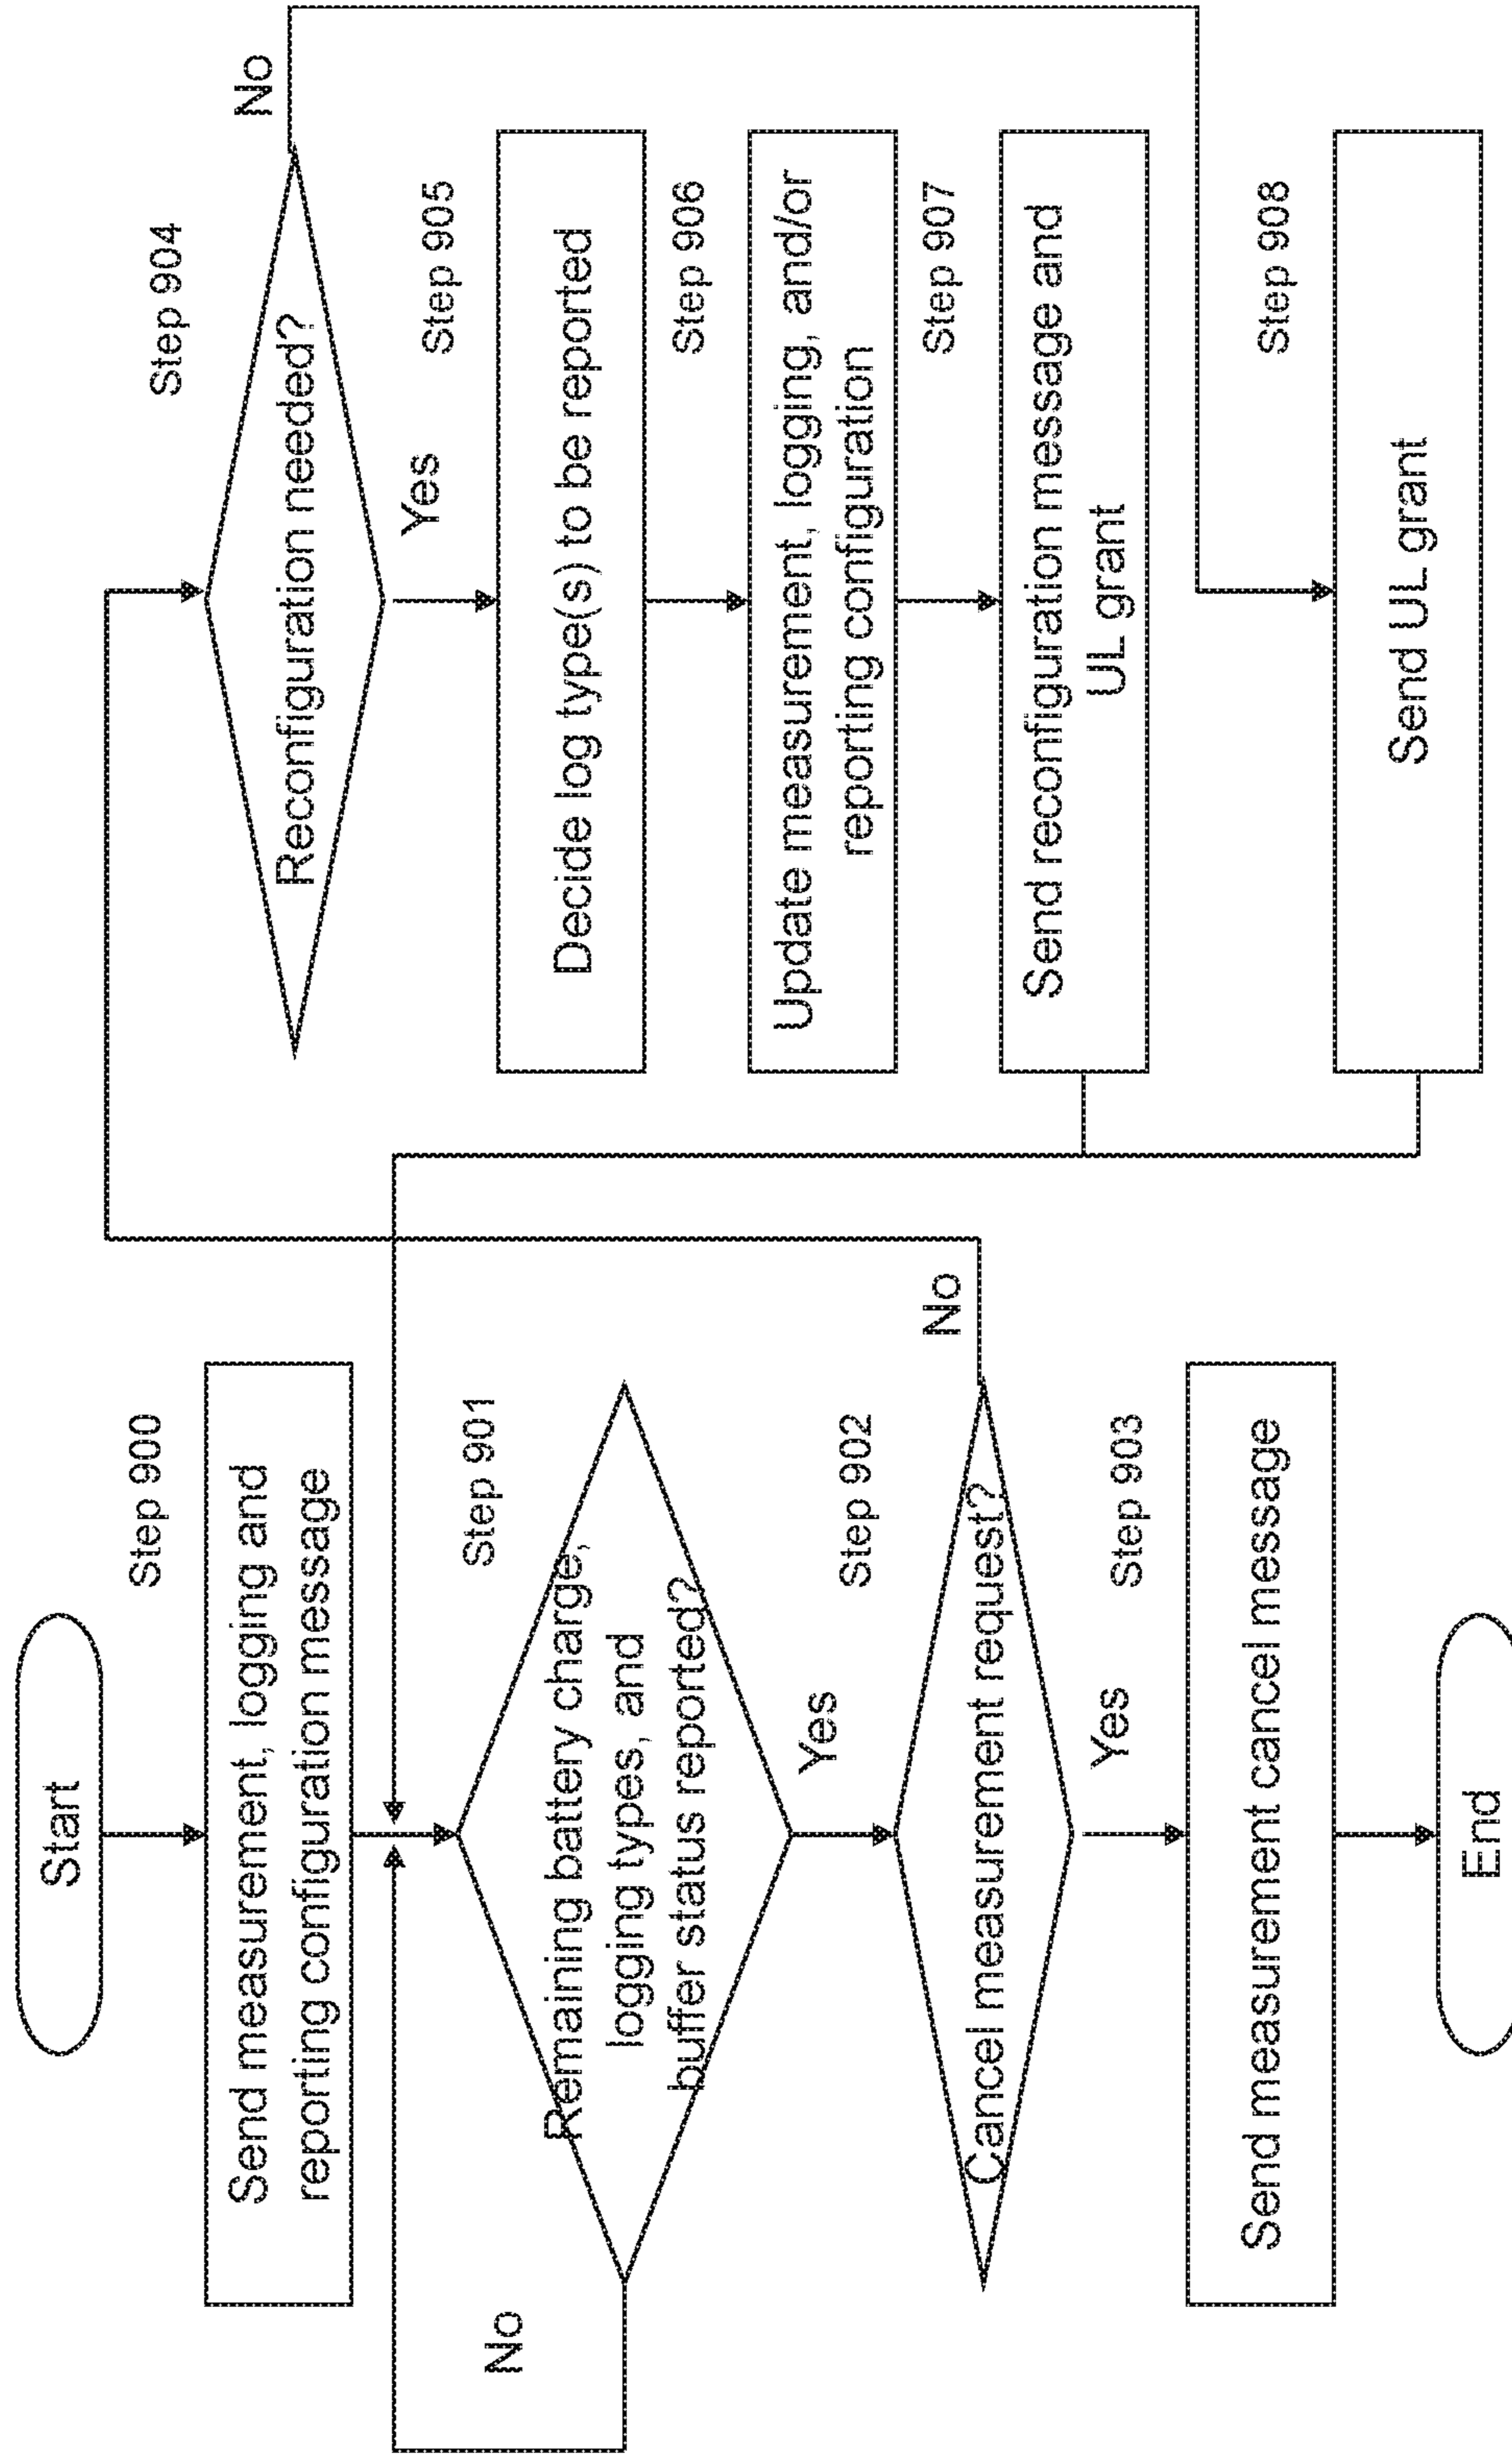 Start
Step 900
Send measurement, logging and
reporting configuration message
Step 901
Remaining battery charge,
logging types, and
buffer status reported?
No
Yes
Step 902
Cancel measurement request?
No
Yes
Step 903
Send measurement cancel message
End
Step 904
Reconfiguration needed?
No
Yes
Step 905
Decide log type(s) to be reported
Step 906
Update measurement, logging, and/or
reporting configuration
Step 907
Send reconfiguration message and
UL grant
Step 908
Send UL grant